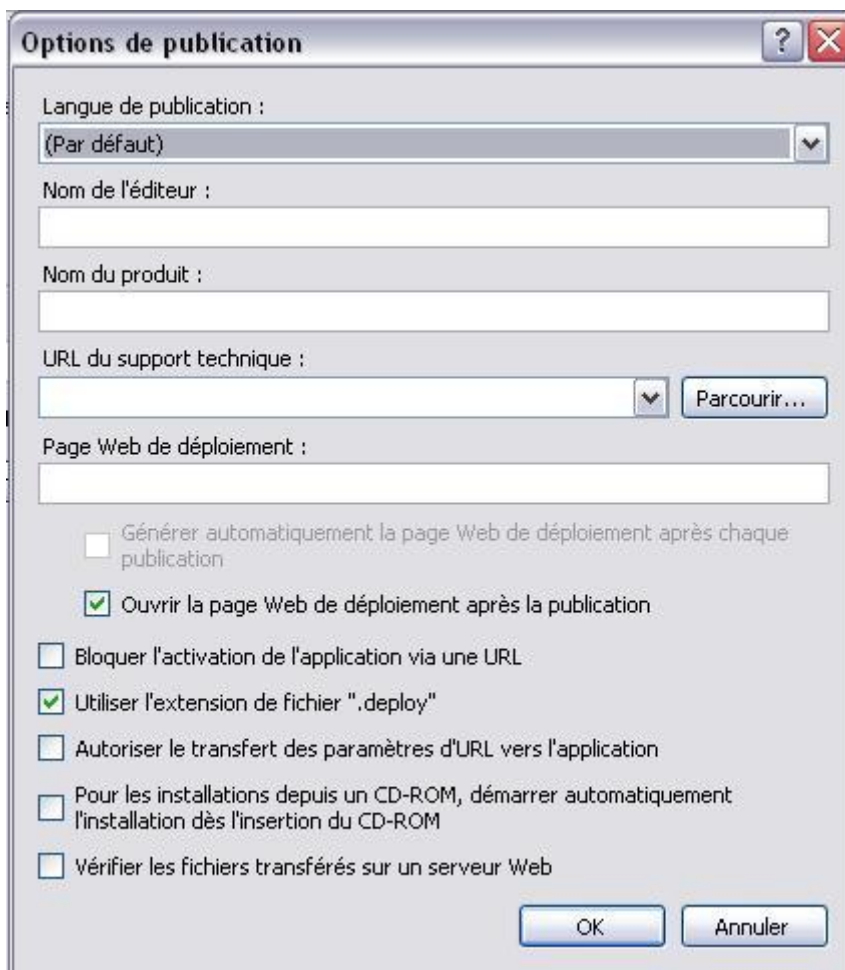 Options de publication
Langue de publication :
(Par défaut)
Nom de l'éditeur :
Nom du produit :
URL du support technique :
Parcourir...
Page Web de déploiement :
Générer automatiquement la page Web de déploiement après chaque
publication
Ouvrir la page Web de déploiement après la publication
Bloquer l'activation de l'application via une URL
Utiliser l'extension de fichier ".deploy"
Autoriser le transfert des paramètres d'URL vers l'application
Pour les installations depuis un CD-ROM, démarrer automatiquement
l'installation dès l'insertion du CD-ROM
Vérifier les fichiers transférés sur un serveur Web
OK
Annuler